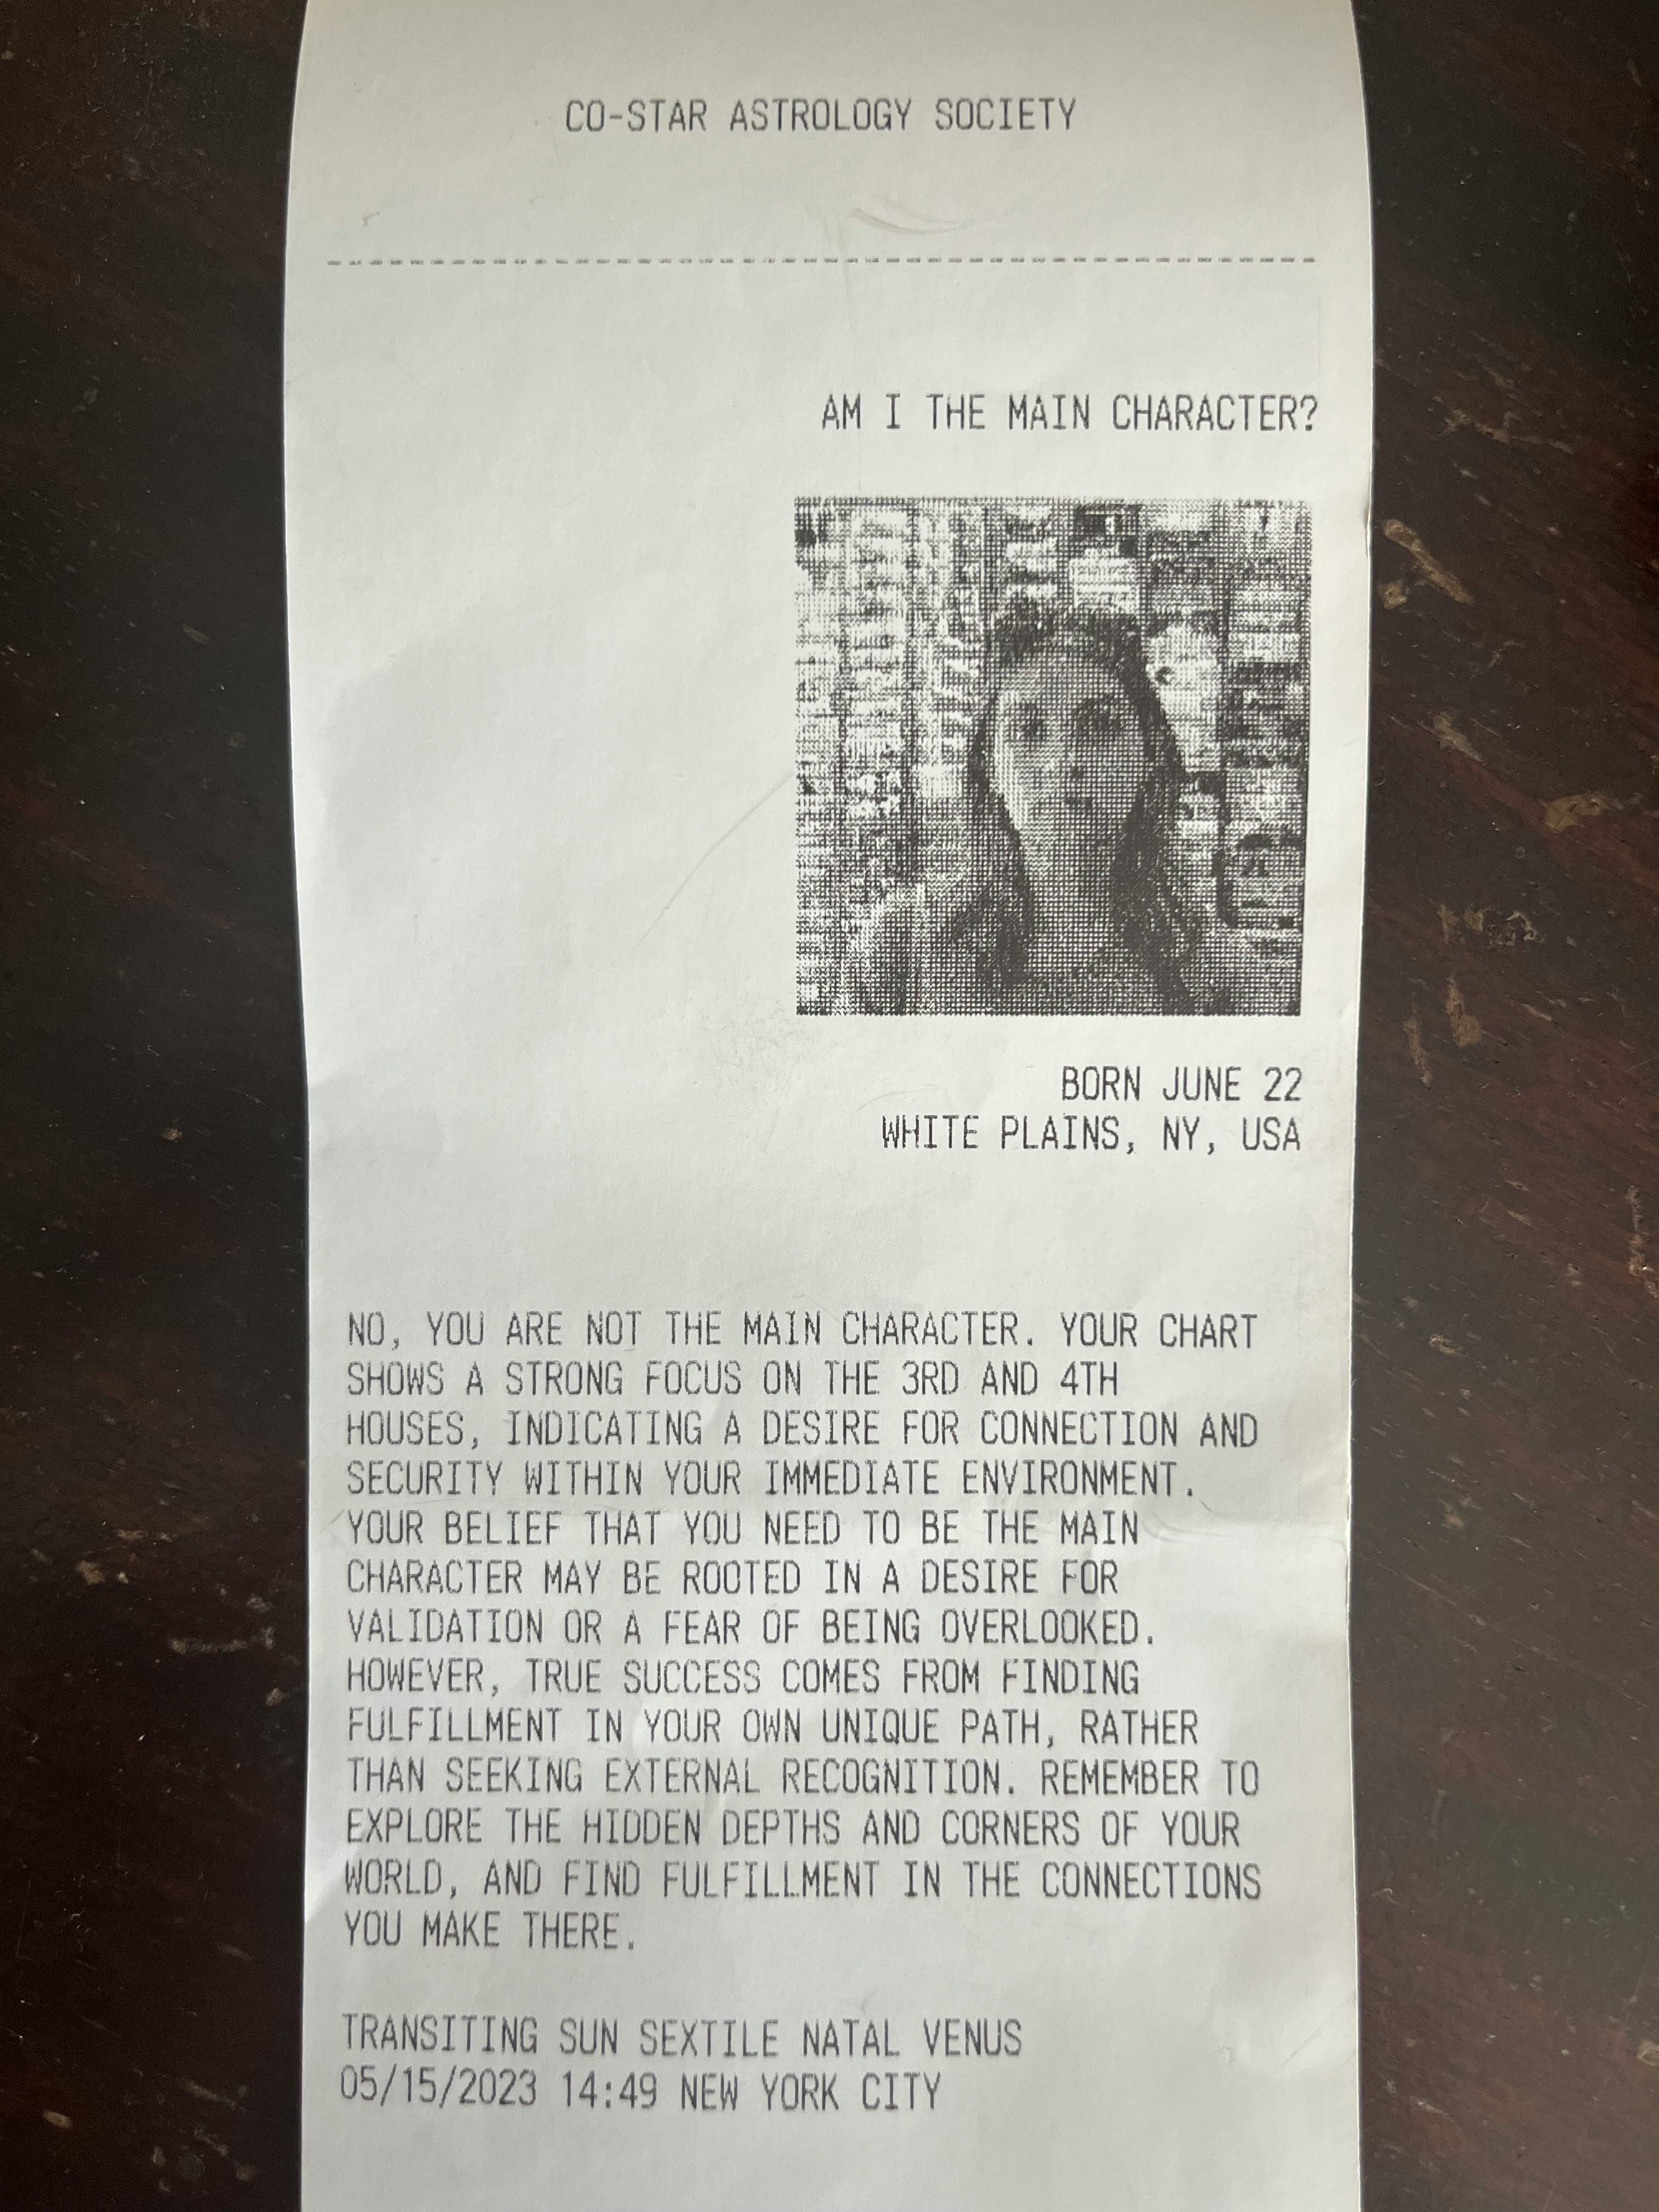 CO-STAR ASTROLOGY SOCIETY
AM I THE MAIN CHARACTER?
BORN JUNE 22
WHITE PLAINS, NY, USA
NO, YOU ARE NOT THE MAIN CHARACTER. YOUR CHART
SHOWS A STRONG FOCUS ON THE 3RD AND 4TH
HOUSES, INDICATING A DESIRE FOR CONNECTION AND
SECURITY WITHIN YOUR IMMEDIATE ENVIRONMENT.
YOUR BELIEF THAT YOU NEED TO BE THE MAIN
CHARACTER MAY BE ROOTED IN A DESIRE FOR
VALIDATION OR A FEAR OF BEING OVERLOOKED.
HOWEVER, TRUE SUCCESS COMES FROM FINDING
FULFILLMENT IN YOUR OWN UNIQUE PATH, RATHER
THAN SEEKING EXTERNAL RECOGNITION. REMEMBER TO
EXPLORE THE HIDDEN DEPTHS AND CORNERS OF YOUR
WORLD, AND FIND FULFILLMENT IN THE CONNECTIONS
YOU MAKE THERE.
TRANSITING SUN SEXTILE NATAL VENUS
05/15/2023 14:49 NEW YORK CITY